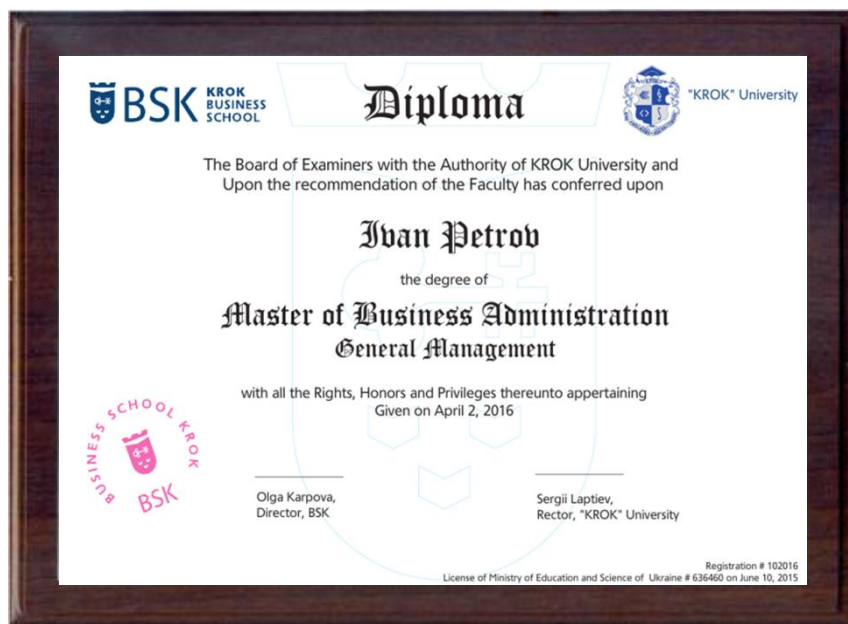 BSK KROK BUSINESS SCHOOL
Diploma
"KROK" University
The Board of Examiners with the Authority of KROK University and
Upon the recommendation of the Faculty has conferred upon
Ivan Petrov
the degree of
Master of Business Administration
General Management
with all the Rights, Honors and Privileges thereunto appertaining
Given on April 2, 2016
BUSINESS SCHOOL KROK
BSK
Olga Karpova,
Director, BSK
Sergii Laptiev,
Rector, "KROK" University
Registration # 102016
License of Ministry of Education and Science of Ukraine # 636460 on June 10, 2015